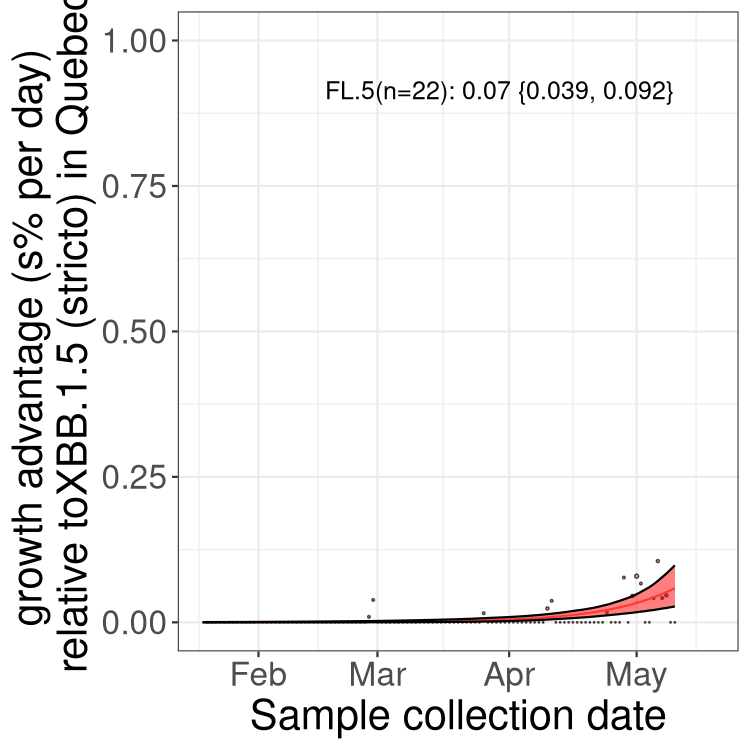 growth advantage (s% per day)
relative toXBB.1.5 (stricto) in Quebec
1.00
0.75
0.50
0.25
0.00
FL.5(n=22): 0.07 {0.039, 0.092}
Feb Mar Apr May
Sample collection date